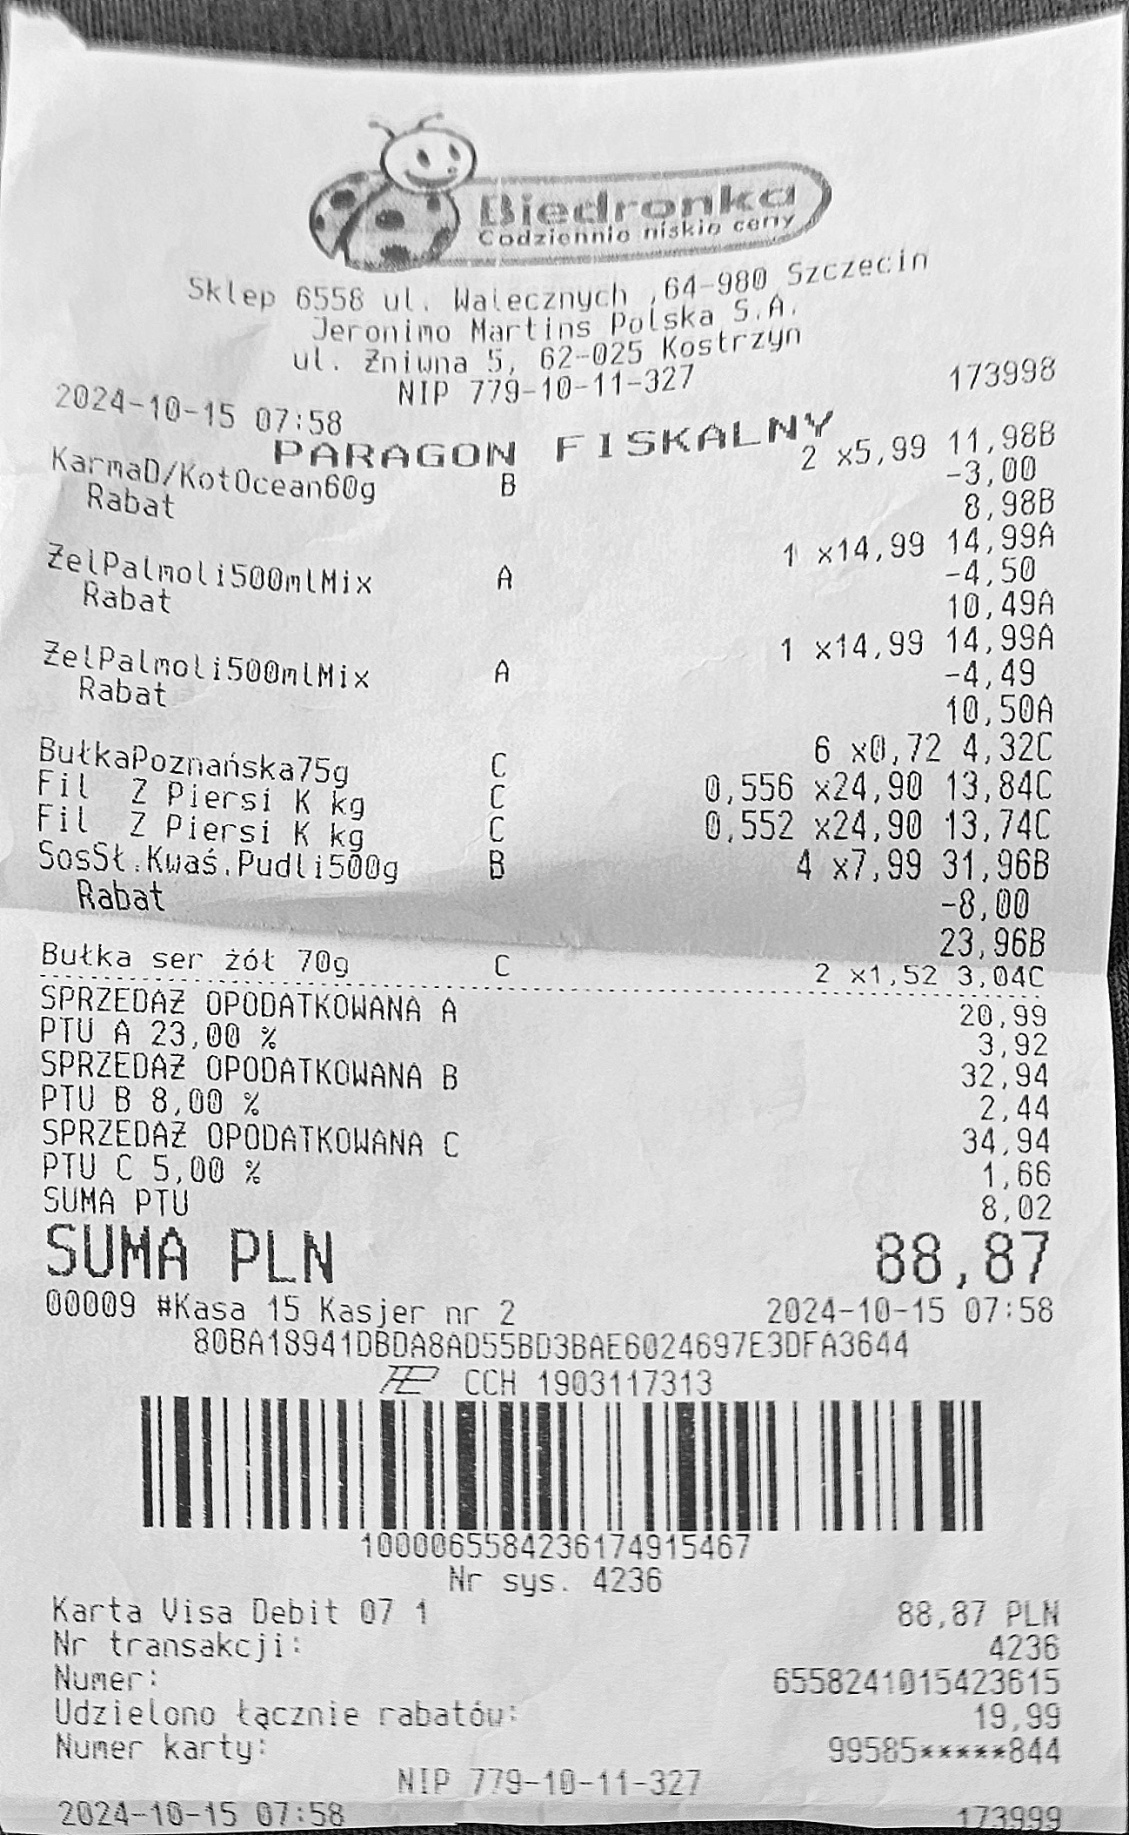 Biedronka
Codziennie niskie ceny
Sklep 6558 ul. Walecznych ,64-980 Szczecin
Jeronimo Martins Polska S.A.
ul. Żniwna 5, 62-025 Kostrzyn
NIP 779-10-11-327
2024-10-15 07:58 173998
PARAGON FISKALNY
KarmaD/KotOcean60g B 2 x5,99 11,98B
Rabat -3,00
8,98B
ŻelPalmoli500mlMix A 1 x14,99 14,99A
Rabat -4,50
10,49A
ŻelPalmoli500mlMix A 1 x14,99 14,99A
Rabat -4,49
10,50A
BułkaPoznańska75g C 6 x0,72 4,32C
Fil Z Piersi K kg C 0,556 x24,90 13,84C
Fil Z Piersi K kg C 0,552 x24,90 13,74C
SosSł.Kwaś.Pudli500g B 4 x7,99 31,96B
Rabat -8,00
23,96B
Bułka ser żół 70g C 2 x1,52 3,04C
SPRZEDAŻ OPODATKOWANA A 20,99
PTU A 23,00 % 3,92
SPRZEDAŻ OPODATKOWANA B 32,94
PTU B 8,00 % 2,44
SPRZEDAŻ OPODATKOWANA C 34,94
PTU C 5,00 % 1,66
SUMA PTU 8,02
SUMA PLN 88,87
00009 #Kasa 15 Kasjer nr 2 2024-10-15 07:58
80BA18941DBDA8AD55BD3BAE6024697E3DFA3644
CCH 1903117313
1000065584236174915467
Nr sys. 4236
Karta Visa Debit 07 1 88,87 PLN
Nr transakcji: 4236
Numer: 6558241015423615
Udzielono łącznie rabatów: 19,99
Numer karty: 99585*****844
NIP 779-10-11-327
2024-10-15 07:58 173999